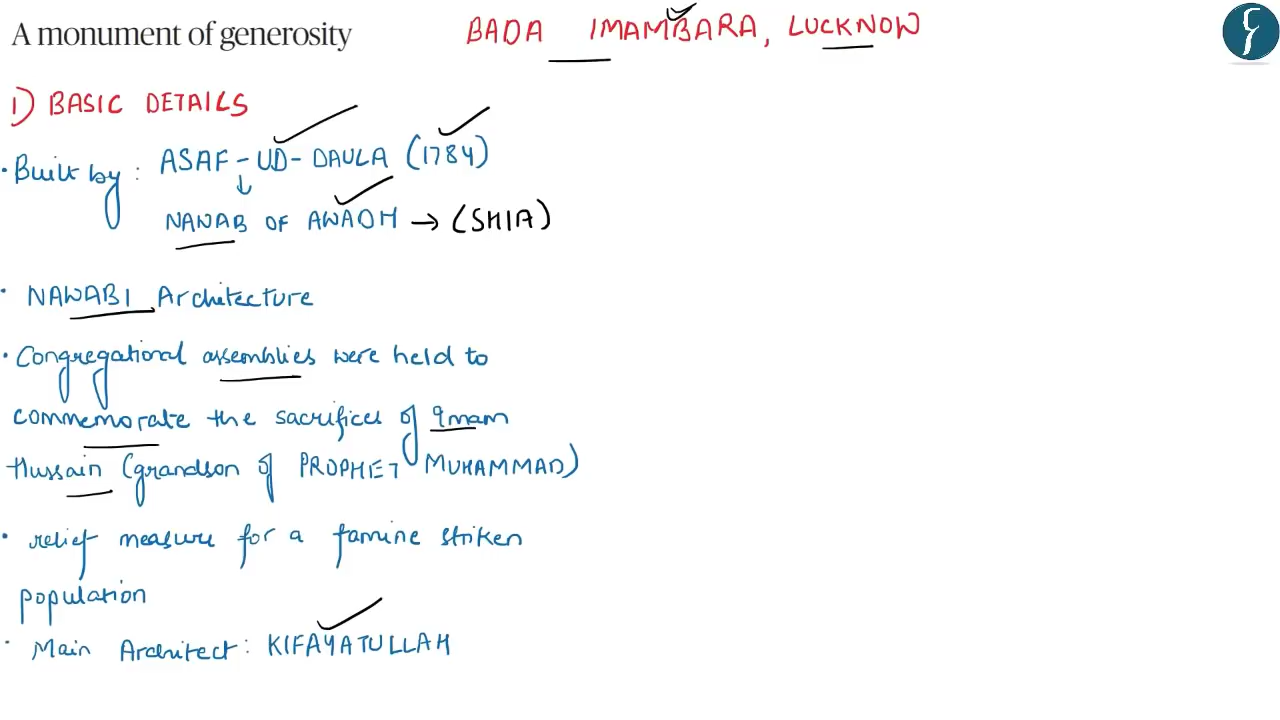 A monument of generosity
BADA IMAMBARA, LUCKNOW
1) BASIC DETAILS
• Built by : ASAF-UD-DAULA (1784)
↓
NAWAB OF AWADH → (SHIA)
• NAWABI Architecture
• Congregational assemblies were held to
commemorate the sacrifices of Imam
Hussain (grandson of PROPHET MUHAMMAD)
• relief measure for a famine striken
population
• Main Architect : KIFAYATULLAH